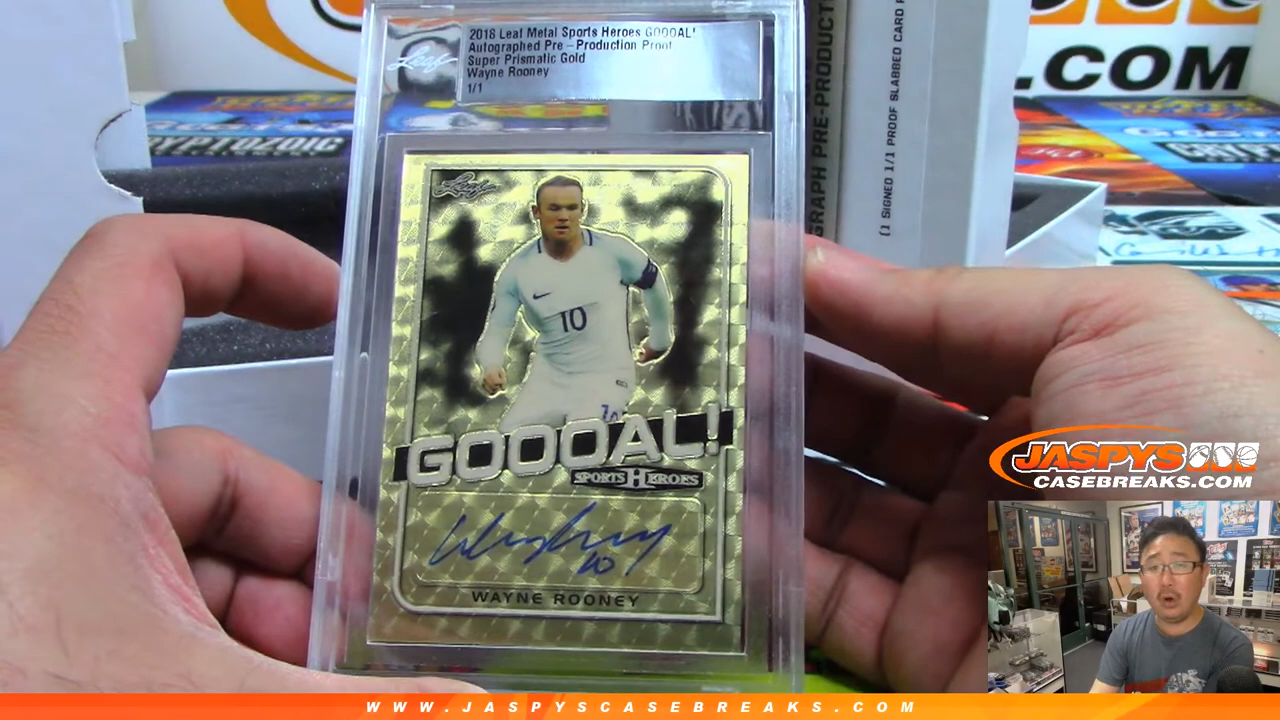 2018 Leaf Metal Sports Heroes GOOOAL!
Autographed Pre - Production Proof
Super Prismatic Gold
Wayne Rooney
1/1
Leaf
Leaf
10
GOOOAL!
SPORTS HEROES
10
WAYNE ROONEY
GRAPH PRE-PRODUCT
(1 SIGNED 1/1 PROOF SLABBED CARD P
.COM
CRYPTOZOIC
JASPYS
CASEBREAKS.COM
WWW.JASPYSCASEBREAKS.COM